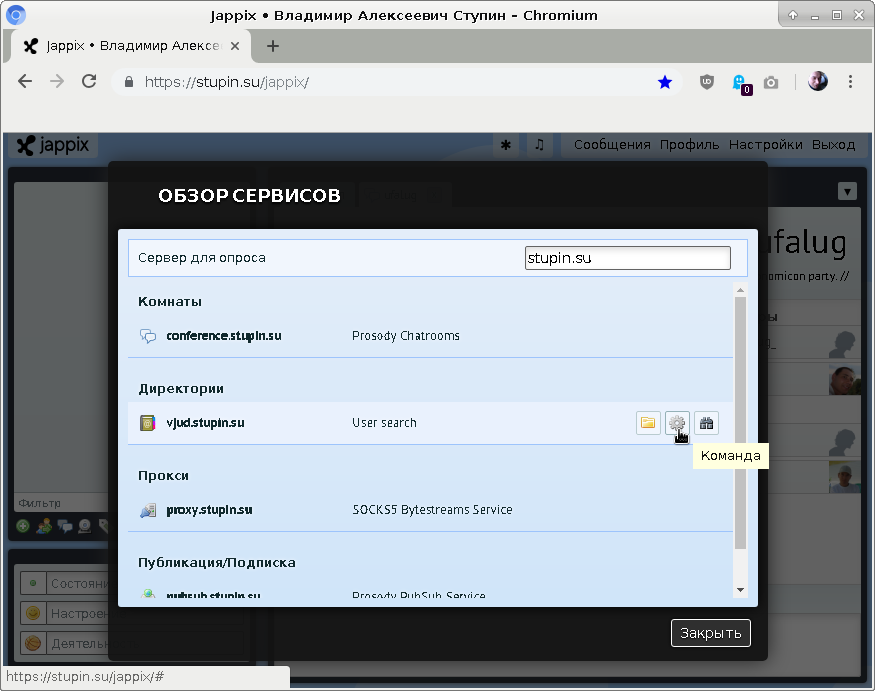 Jappix • Владимир Алексеевич Ступин - Chromium
Jappix • Владимир Алексе
https://stupin.su/jappix/
0
jappix
Сообщения Профиль Настройки Выход
ОБЗОР СЕРВИСОВ
Сервер для опроса
stupin.su
Комнаты
conference.stupin.su Prosody Chatrooms
Директории
vjud.stupin.su User search
Команда
Прокси
proxy.stupin.su SOCKS5 Bytestreams Service
Публикация/Подписка
pubsub.stupin.su Prosody PubSub Service
Закрыть
ufalug
omicon party. //
Фильтр
Состояни
Настроен
Деятельн
https://stupin.su/jappix/#